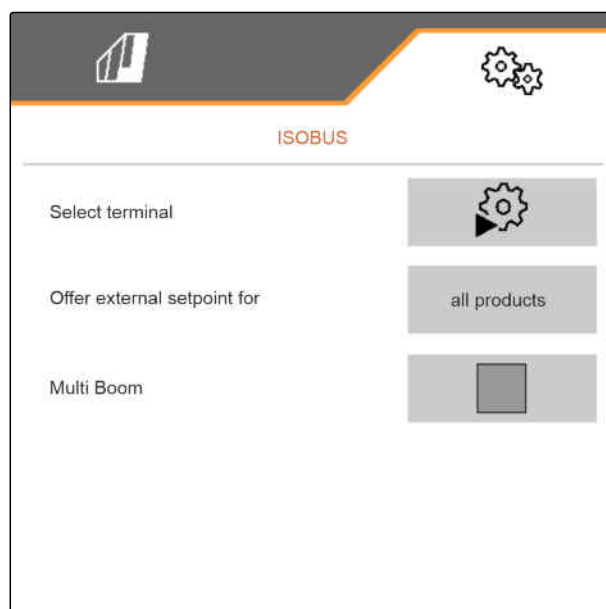 ISOBUS
Select terminal
Offer external setpoint for
all products
Multi Boom